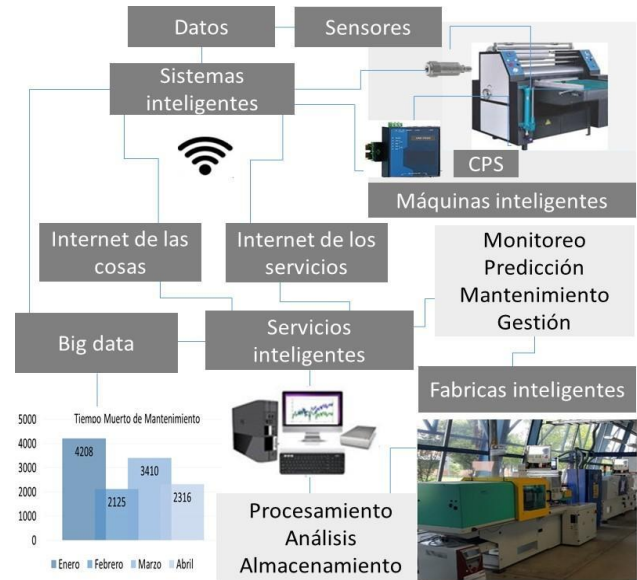 Datos
Sensores
Sistemas
inteligentes
CPS
Máquinas inteligentes
Internet de las
cosas
Internet de los
servicios
Monitoreo
Predicción
Mantenimiento
Gestión
Big data
Servicios
inteligentes
Fabricas inteligentes
Tiempo Muerto de Mantenimiento
5000
4000
3000
2000
1000
0
4208
2125
3410
2316
Enero
Febrero
Marzo
Abril
Procesamiento
Análisis
Almacenamiento